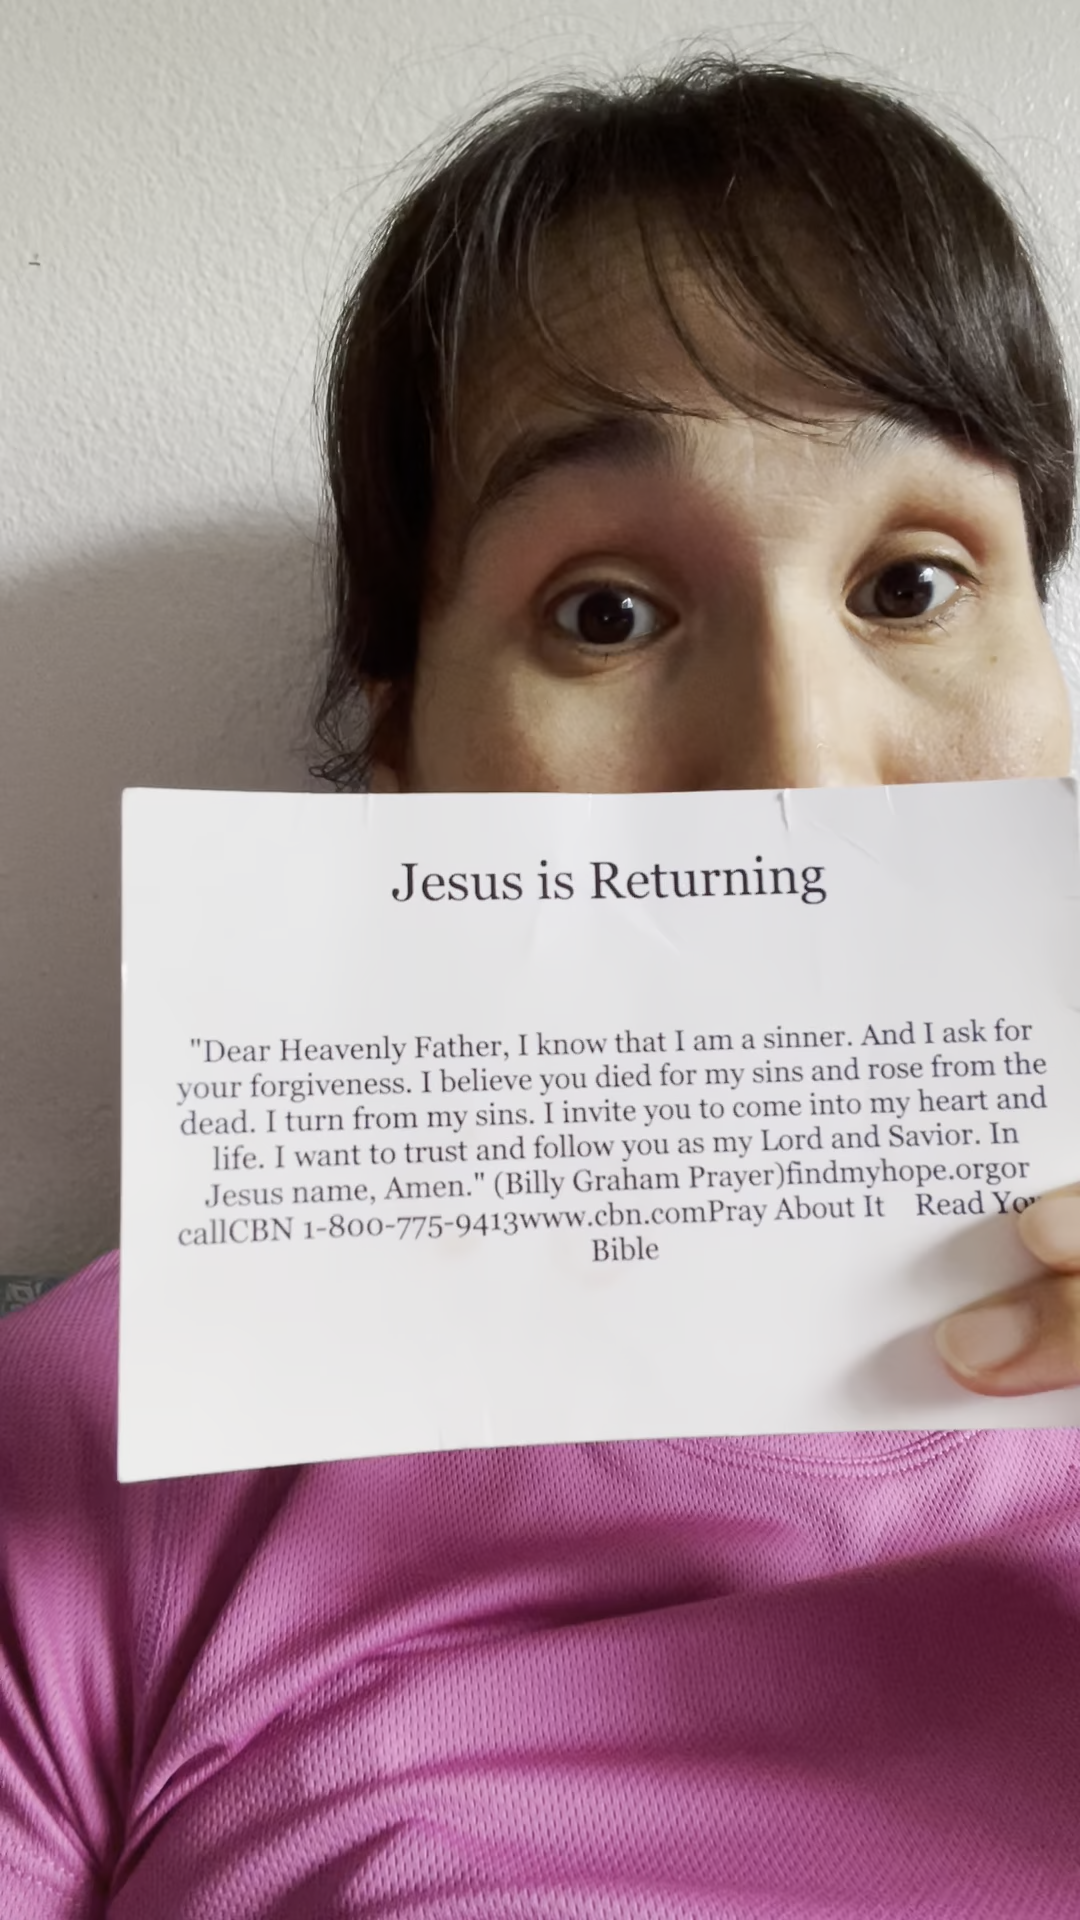 Jesus is Returning
"Dear Heavenly Father, I know that I am a sinner. And I ask for
your forgiveness. I believe you died for my sins and rose from the
dead. I turn from my sins. I invite you to come into my heart and
life. I want to trust and follow you as my Lord and Savior. In
Jesus name, Amen." (Billy Graham Prayer)findmyhope.orgor
callCBN 1-800-775-9413www.cbn.comPray About It Read
Bible